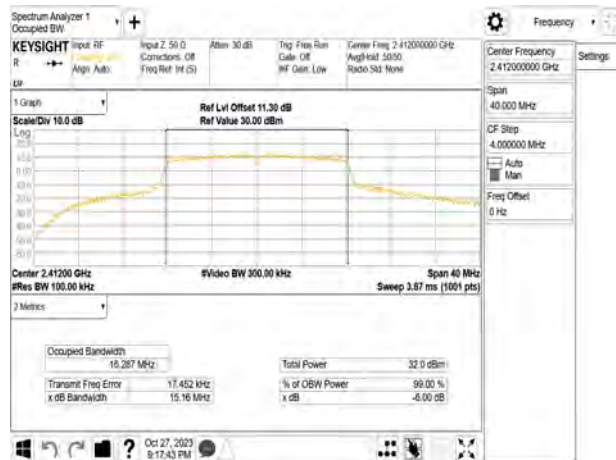 Spectrum Analyzer 1
Occupied BW
Frequency
KEYSIGHT
R
Input: RF
Align: Auto
Input Z: 50 Ω
Corrections: Off
Freq Ref: Int (S)
Atten: 30 dB
Trig: Free Run
Gate: Off
#IF Gain: Low
Center Freq: 2.412000000 GHz
Avg|Hold: 50/50
Radio Std: None
Center Frequency
2.412000000 GHz
Settings
Span
40.000 MHz
CF Step
4.000000 MHz
Auto
Man
Freq Offset
0 Hz
1 Graph
Scale/Div 10.0 dB
Ref Lvl Offset 11.30 dB
Ref Value 30.00 dBm
Log
Center 2.41200 GHz
#Res BW 100.00 kHz
#Video BW 300.00 kHz
Span 40 MHz
Sweep 3.87 ms (1001 pts)
2 Metrics
Occupied Bandwidth
16.287 MHz
Total Power
32.0 dBm
Transmit Freq Error
17.452 kHz
% of OBW Power
99.00 %
x dB Bandwidth
15.16 MHz
x dB
-6.00 dB
?
Oct 27, 2023
9:17:43 PM